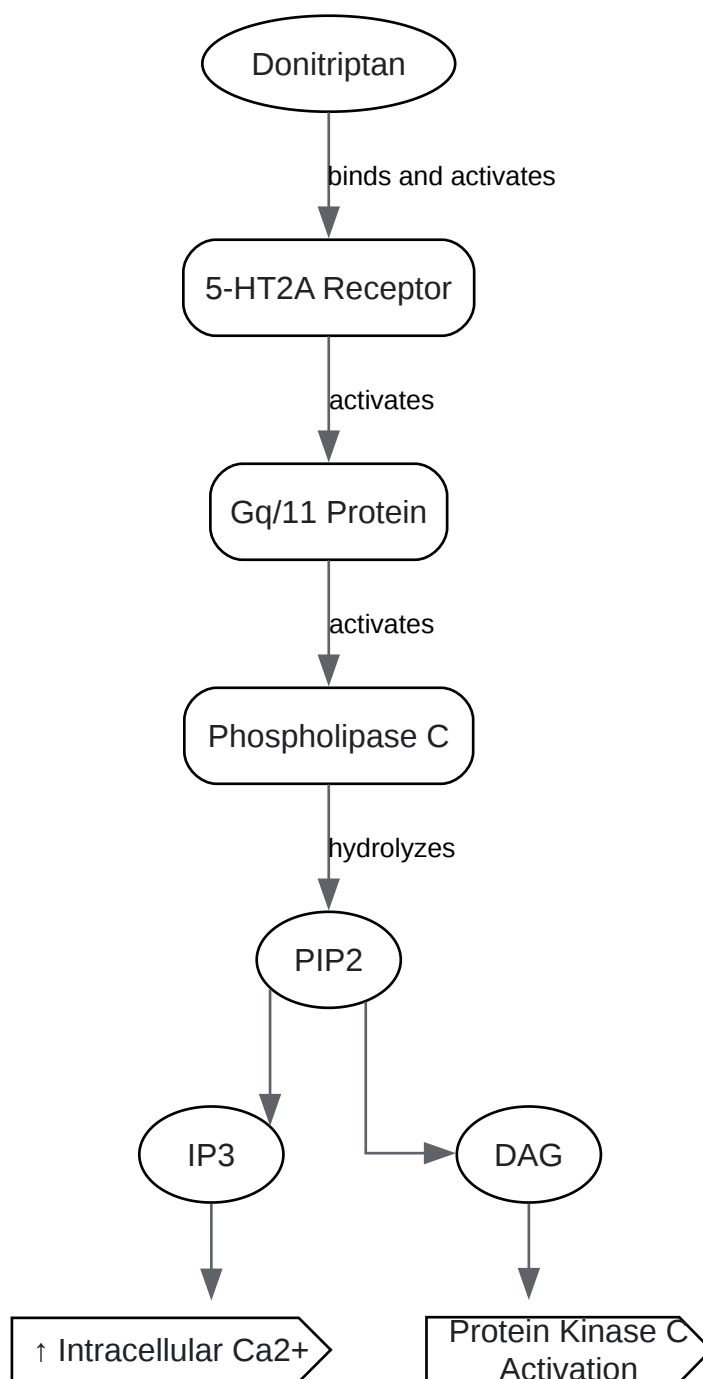 Donitriptan
binds and activates
5-HT2A Receptor
activates
Gq/11 Protein
activates
Phospholipase C
hydrolyzes
PIP2
IP3
DAG
↑ Intracellular Ca2+
Protein Kinase C
Activation